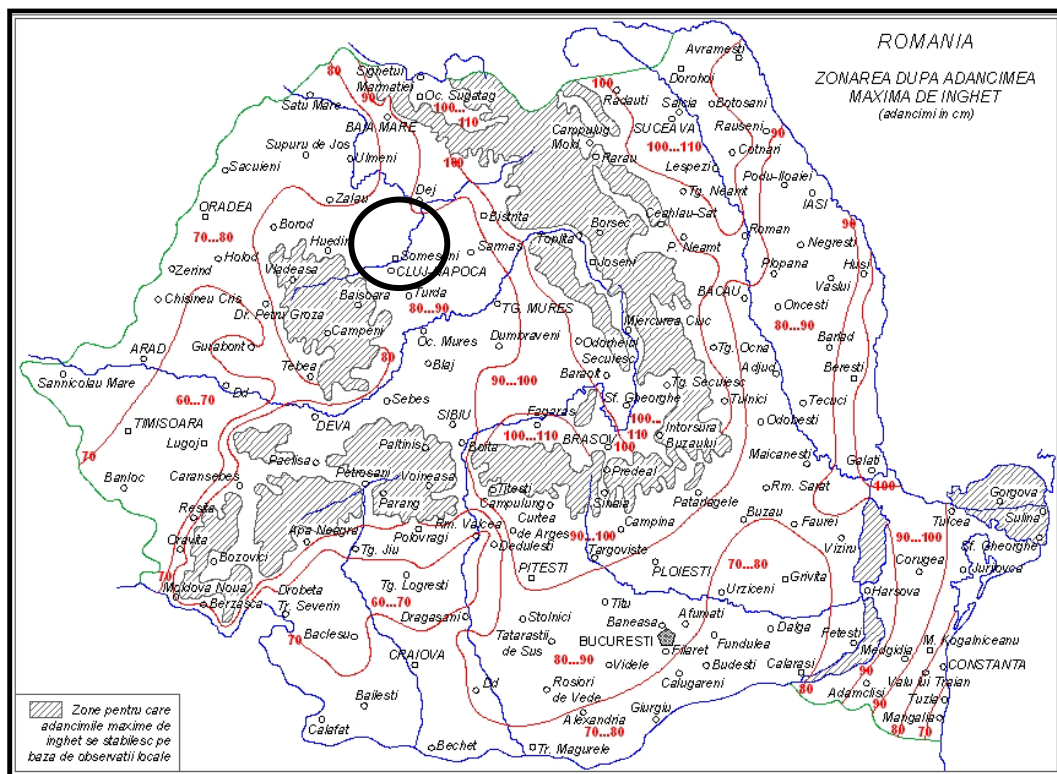 ROMANIA
ZONAREA DUPA ADANCIMEA
MAXIMA DE INGHET
(adancimi in cm)
Avramesti
80
Sighetul
Marmatiei
90
Oc. Sugatag
100...
110
100
Dorohoi
Satu Mare
Radauti
Salcia
Botosani
BAIA MARE
SUCEAVA
Rauseni
90
Campulug
Mold.
Cotnari
Supuru de Jos
Ulmeni
Rarau
100...110
100
Lespezi
Podu-Iloaiei
Sacuieni
Tg. Neamt
IASI
Zalau
Dej
ORADEA
Bistrita
Ceahlau-Sat
Borod
Borsec
90
70...80
Huedin
Sarmas
Toplita
P. Neamt
Roman
Negresti
Holod
Someseni
Joseni
Zerind
Vladeasa
CLUJ-NAPOCA
Plopana
Husi
Vaslui
Chisineu Cris
Baisoara
Turda
BACAU
Dr. Petru Groza
80...90
TG. MURES
Oncesti
Campeni
Miercurea Ciuc
80...90
Gurabont
Oc. Mures
Dumbraveni
Odorheiul
Secuiesc
Tg. Ocna
Barlad
ARAD
80
Blaj
Beresti
Sannicolau Mare
Tebea
Baraolt
Adjud
90...100
Tg. Secuiesc
60...70
Dd
Sebes
Sf. Gheorghe
Tulnici
Tecuci
TIMISOARA
DEVA
SIBIU
Fagaras
100...
110
Odobesti
Lugoj
100...110
BRASOV
Intorsura
Buzaului
70
Paltinis
Boita
100
Maicanesti
Paclisa
Galati
Banloc
Caransebes
Petrosani
Voineasa
Predeal
100
Titesti
Patarlagele
Rm. Sarat
Gorgova
Parang
Campulung
Sinaia
Resita
Curtea
de Arges
Buzau
Tulcea
Sulina
Apa Neagra
Rm. Valcea
Campina
Faurei
Oravita
Polovragi
90...100
90...100
Viziru
Sf. Gheorghe
Tg. Jiu
Dedulesti
Targoviste
Corugea
Bozovici
70...80
Jurilovca
70
PITESTI
PLOIESTI
Grivita
Moldova Noua
Drobeta
Tr. Severin
Tg. Logresti
Urziceni
Harsova
Berzasca
60...70
Titu
Dragasani
Stolnici
Baneasa
Afumati
70
Baclesu
Tatarastii
de Sus
BUCURESTI
Fundulea
Dalga
Fetesti
M. Kogalniceanu
CRAIOVA
80...90
Filaret
Medgidia
CONSTANTA
Videle
Budesti
Calarasi
90
Valu lui Traian
Dd
Rosiori
de Vede
Calugareni
80
Adamclisi
Tuzla
Bailesti
90
Mangalia
Alexandria
Giurgiu
80
70
Calafat
70...80
Bechet
Tr. Magurele
Zone pentru care
adancimile maxime de
inghet se stabilesc pe
baza de observatii locale